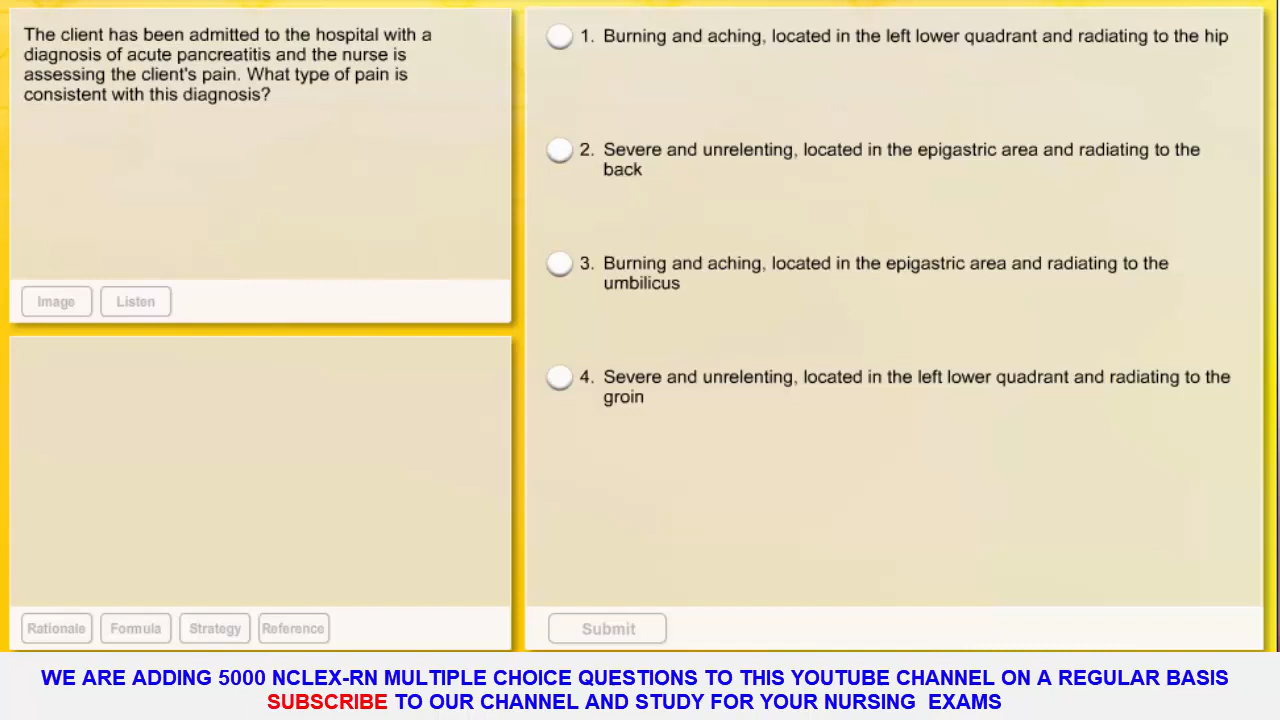 The client has been admitted to the hospital with a
diagnosis of acute pancreatitis and the nurse is
assessing the client's pain. What type of pain is
consistent with this diagnosis?
Image Listen
1. Burning and aching, located in the left lower quadrant and radiating to the hip
2. Severe and unrelenting, located in the epigastric area and radiating to the
back
3. Burning and aching, located in the epigastric area and radiating to the
umbilicus
4. Severe and unrelenting, located in the left lower quadrant and radiating to the
groin
Rationale Formula Strategy Reference
Submit
WE ARE ADDING 5000 NCLEX-RN MULTIPLE CHOICE QUESTIONS TO THIS YOUTUBE CHANNEL ON A REGULAR BASIS
SUBSCRIBE TO OUR CHANNEL AND STUDY FOR YOUR NURSING EXAMS